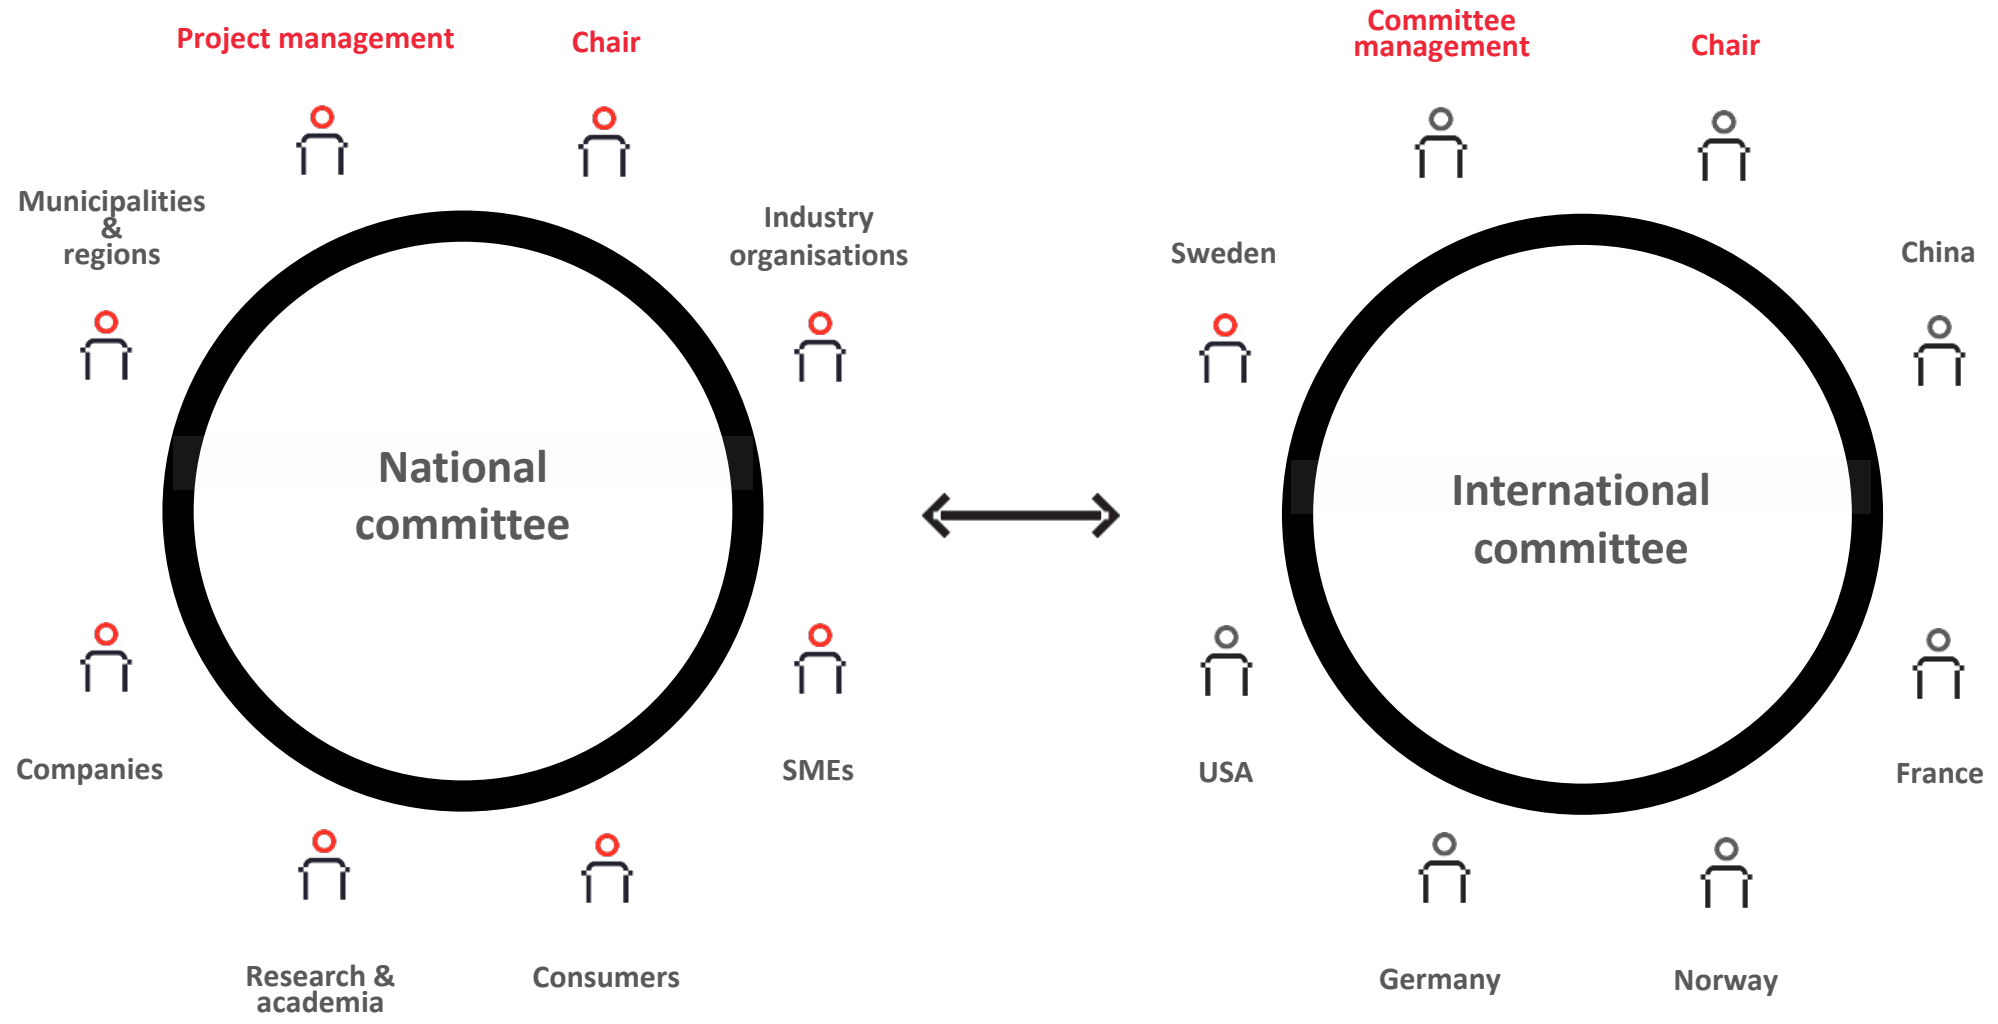 Project management
Chair
Municipalities
&
regions
Industry
organisations
National
committee
Companies
SMEs
Research &
academia
Consumers
Committee
management
Chair
Sweden
China
International
committee
USA
France
Germany
Norway